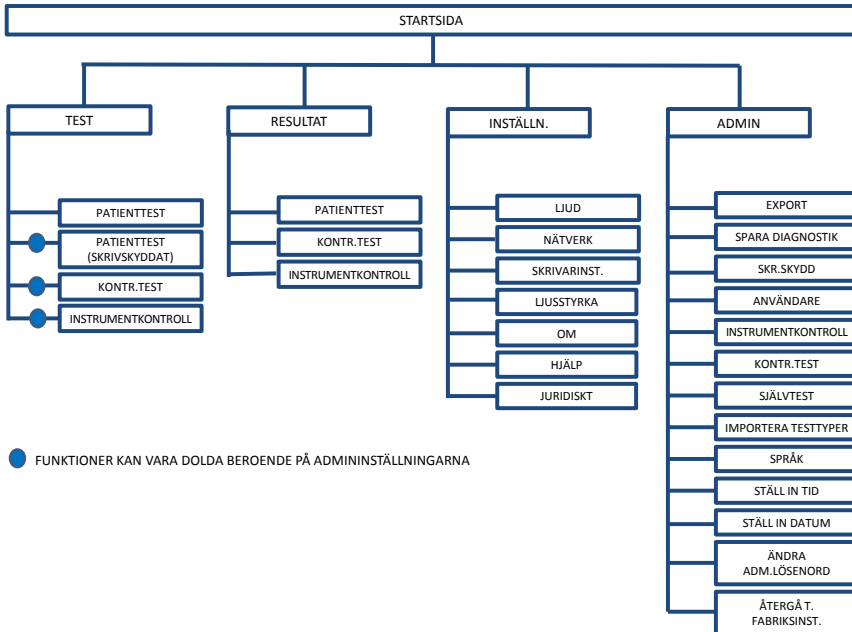 STARTSIDA
TEST
PATIENTTEST
PATIENTTEST
(SKRIVSKYDDAT)
KONTR.TEST
INSTRUMENTKONTROLL
RESULTAT
PATIENTTEST
KONTR.TEST
INSTRUMENTKONTROLL
INSTÄLLN.
LJUD
NÄTVERK
SKRIVARINST.
LJUSSTYRKA
OM
HJÄLP
JURIDISKT
ADMIN
EXPORT
SPARA DIAGNOSTIK
SKR.SKYDD
ANVÄNDARE
INSTRUMENTKONTROLL
KONTR.TEST
SJÄLVTEST
IMPORTERA TESTTYPER
SPRÅK
STÄLL IN TID
STÄLL IN DATUM
ÄNDRA
ADM.LÖSENORD
ÅTERGÅ T.
FABRIKSINST.
FUNKTIONER KAN VARA DOLDA BEROENDE PÅ ADMININSTÄLLNINGARNA